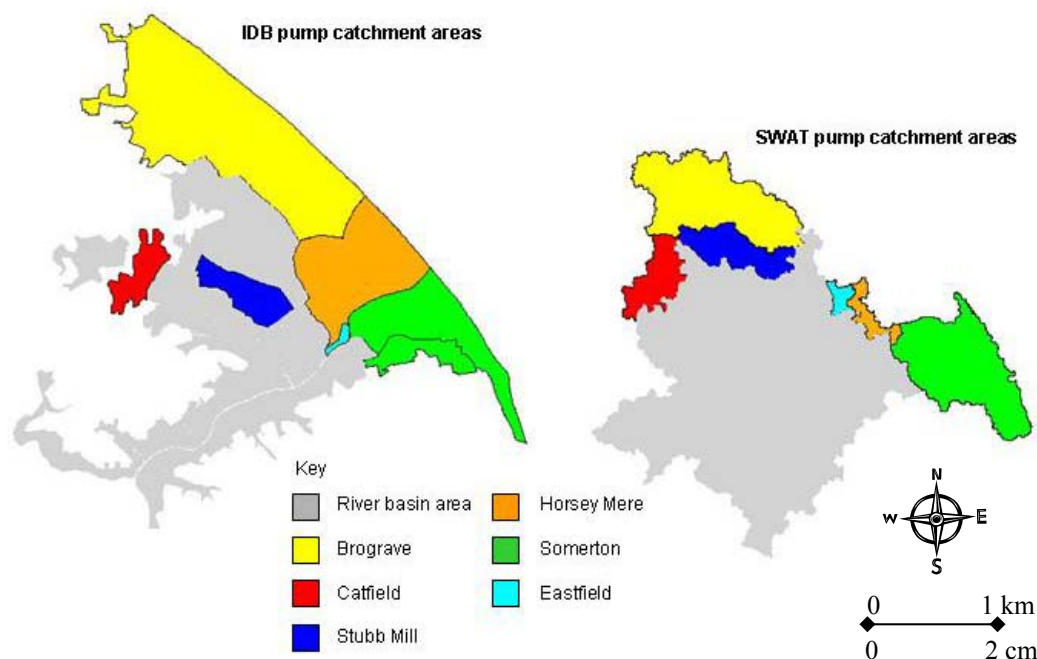 IDB pump catchment areas
SWAT pump catchment areas
Key
River basin area
Horsey Mere
Brograve
Somerton
Catfield
Eastfield
Stubb Mill
N
W
E
S
0 1 km
0 2 cm